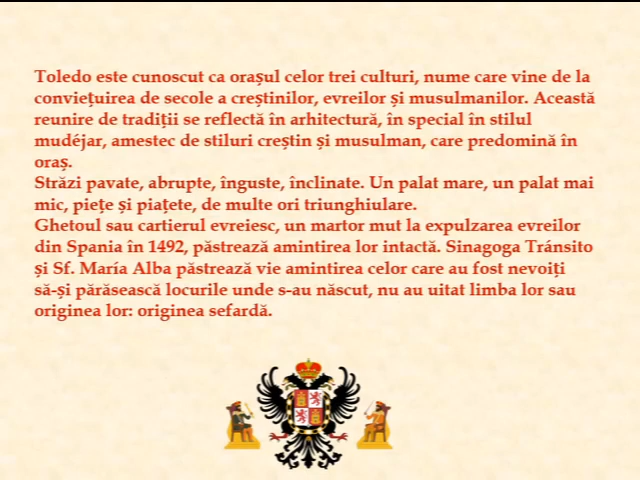 Toledo este cunoscut ca orașul celor trei culturi, nume care vine de la
conviețuirea de secole a creștinilor, evreilor și musulmanilor. Această
reunire de tradiții se reflectă în arhitectură, în special în stilul
mudéjar, amestec de stiluri creștin și musulman, care predomină în
oraș.
Străzi pavate, abrupte, înguste, înclinate. Un palat mare, un palat mai
mic, piețe și piațete, de multe ori triunghiulare.
Ghetoul sau cartierul evreiesc, un martor mut la expulzarea evreilor
din Spania în 1492, păstrează amintirea lor intactă. Sinagoga Tránsito
și Sf. María Alba păstrează vie amintirea celor care au fost nevoiți
să-și părăsească locurile unde s-au născut, nu au uitat limba lor sau
originea lor: originea sefardă.